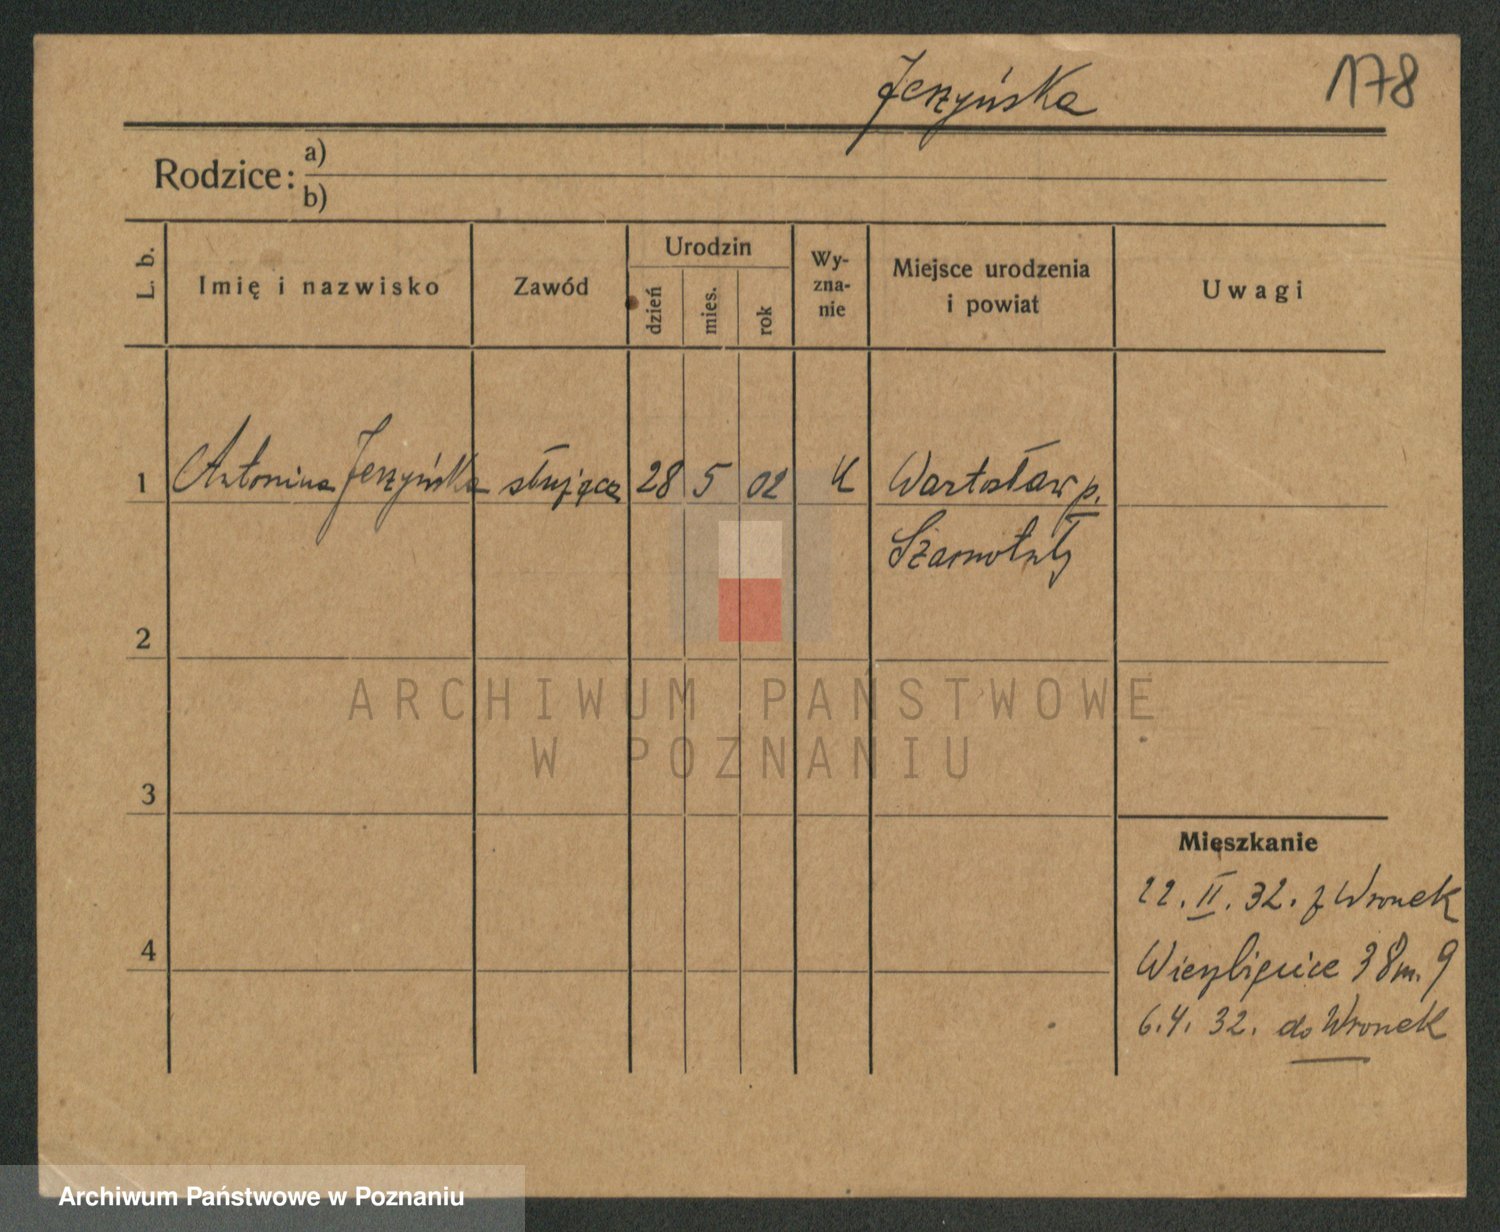 178
Jerzyńska
Rodzice:
a)
b)
L. b.
Imię i nazwisko
Zawód
Urodzin
dzień
mies.
rok
Wy-
zna-
nie
Miejsce urodzenia
i powiat
Uwagi
1 Antonina Jerzyńska służąca 28 5 02 k Wartosław p.
Szamotuły
2
ARCHIWUM PAŃSTWOWE
W POZNANIU
3
Mieszkanie
22. II. 32. z Wronek
4
Wierzbięcice 38 m. 9
6.4. 32. do Wronek
Archiwum Państwowe w Poznaniu